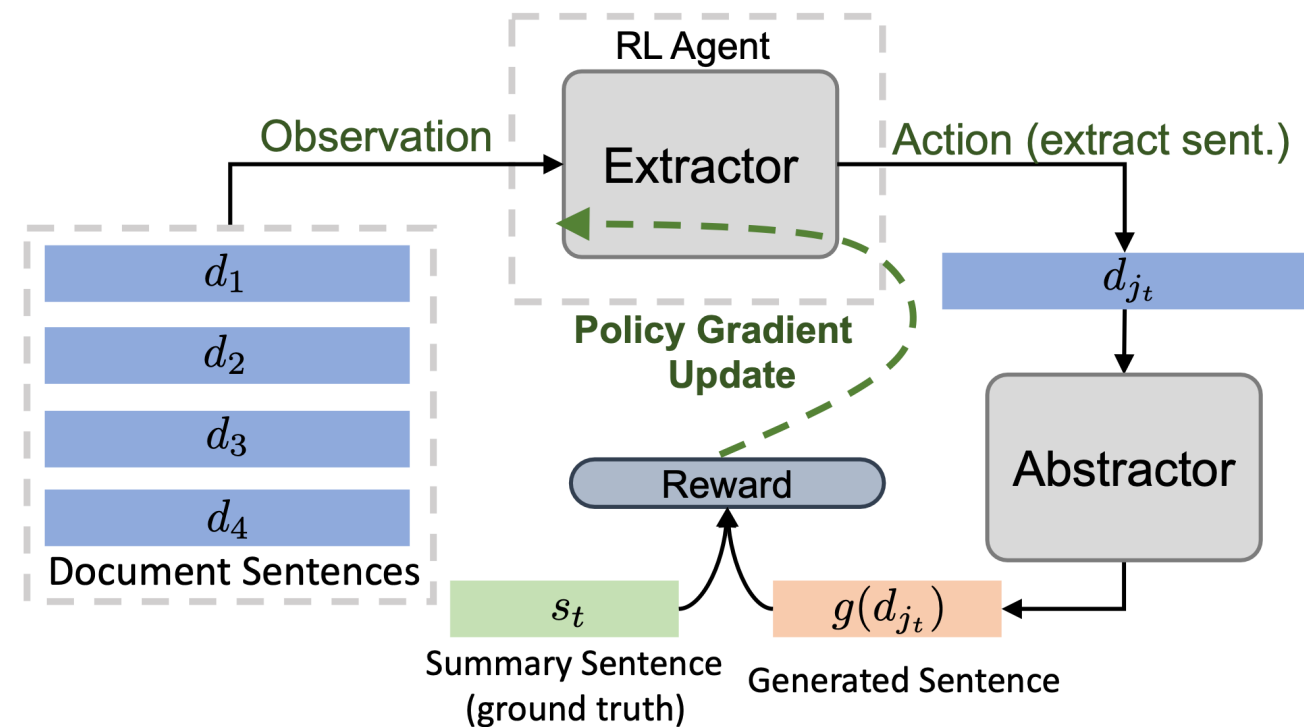 RL Agent
Observation
Extractor
Action (extract sent.)
d_1
d_2
d_3
d_4
Document Sentences
d_{j_t}
Policy Gradient
Update
Abstractor
Reward
s_t
g(d_{j_t})
Summary Sentence
(ground truth)
Generated Sentence